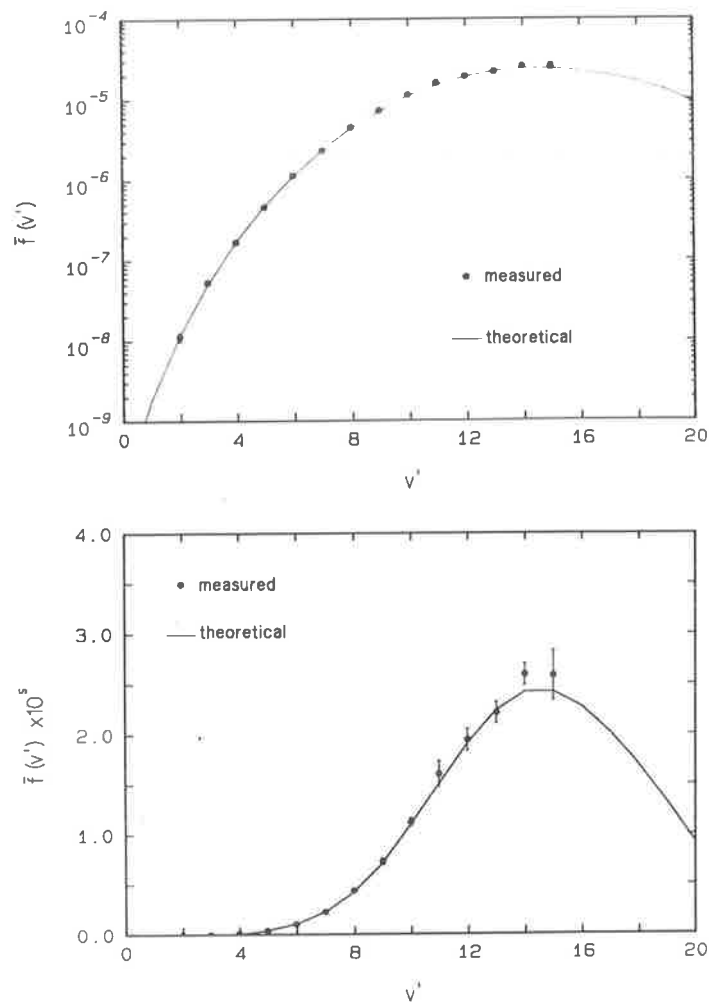 10⁻⁴
10⁻⁵
10⁻⁶
10⁻⁷
10⁻⁸
10⁻⁹
f̄(v')
measured
theoretical
0 4 8 12 16 20
v'
4.0
3.0
2.0
1.0
0.0
f̄(v') ×10⁵
measured
theoretical
0 4 8 12 16 20
v'